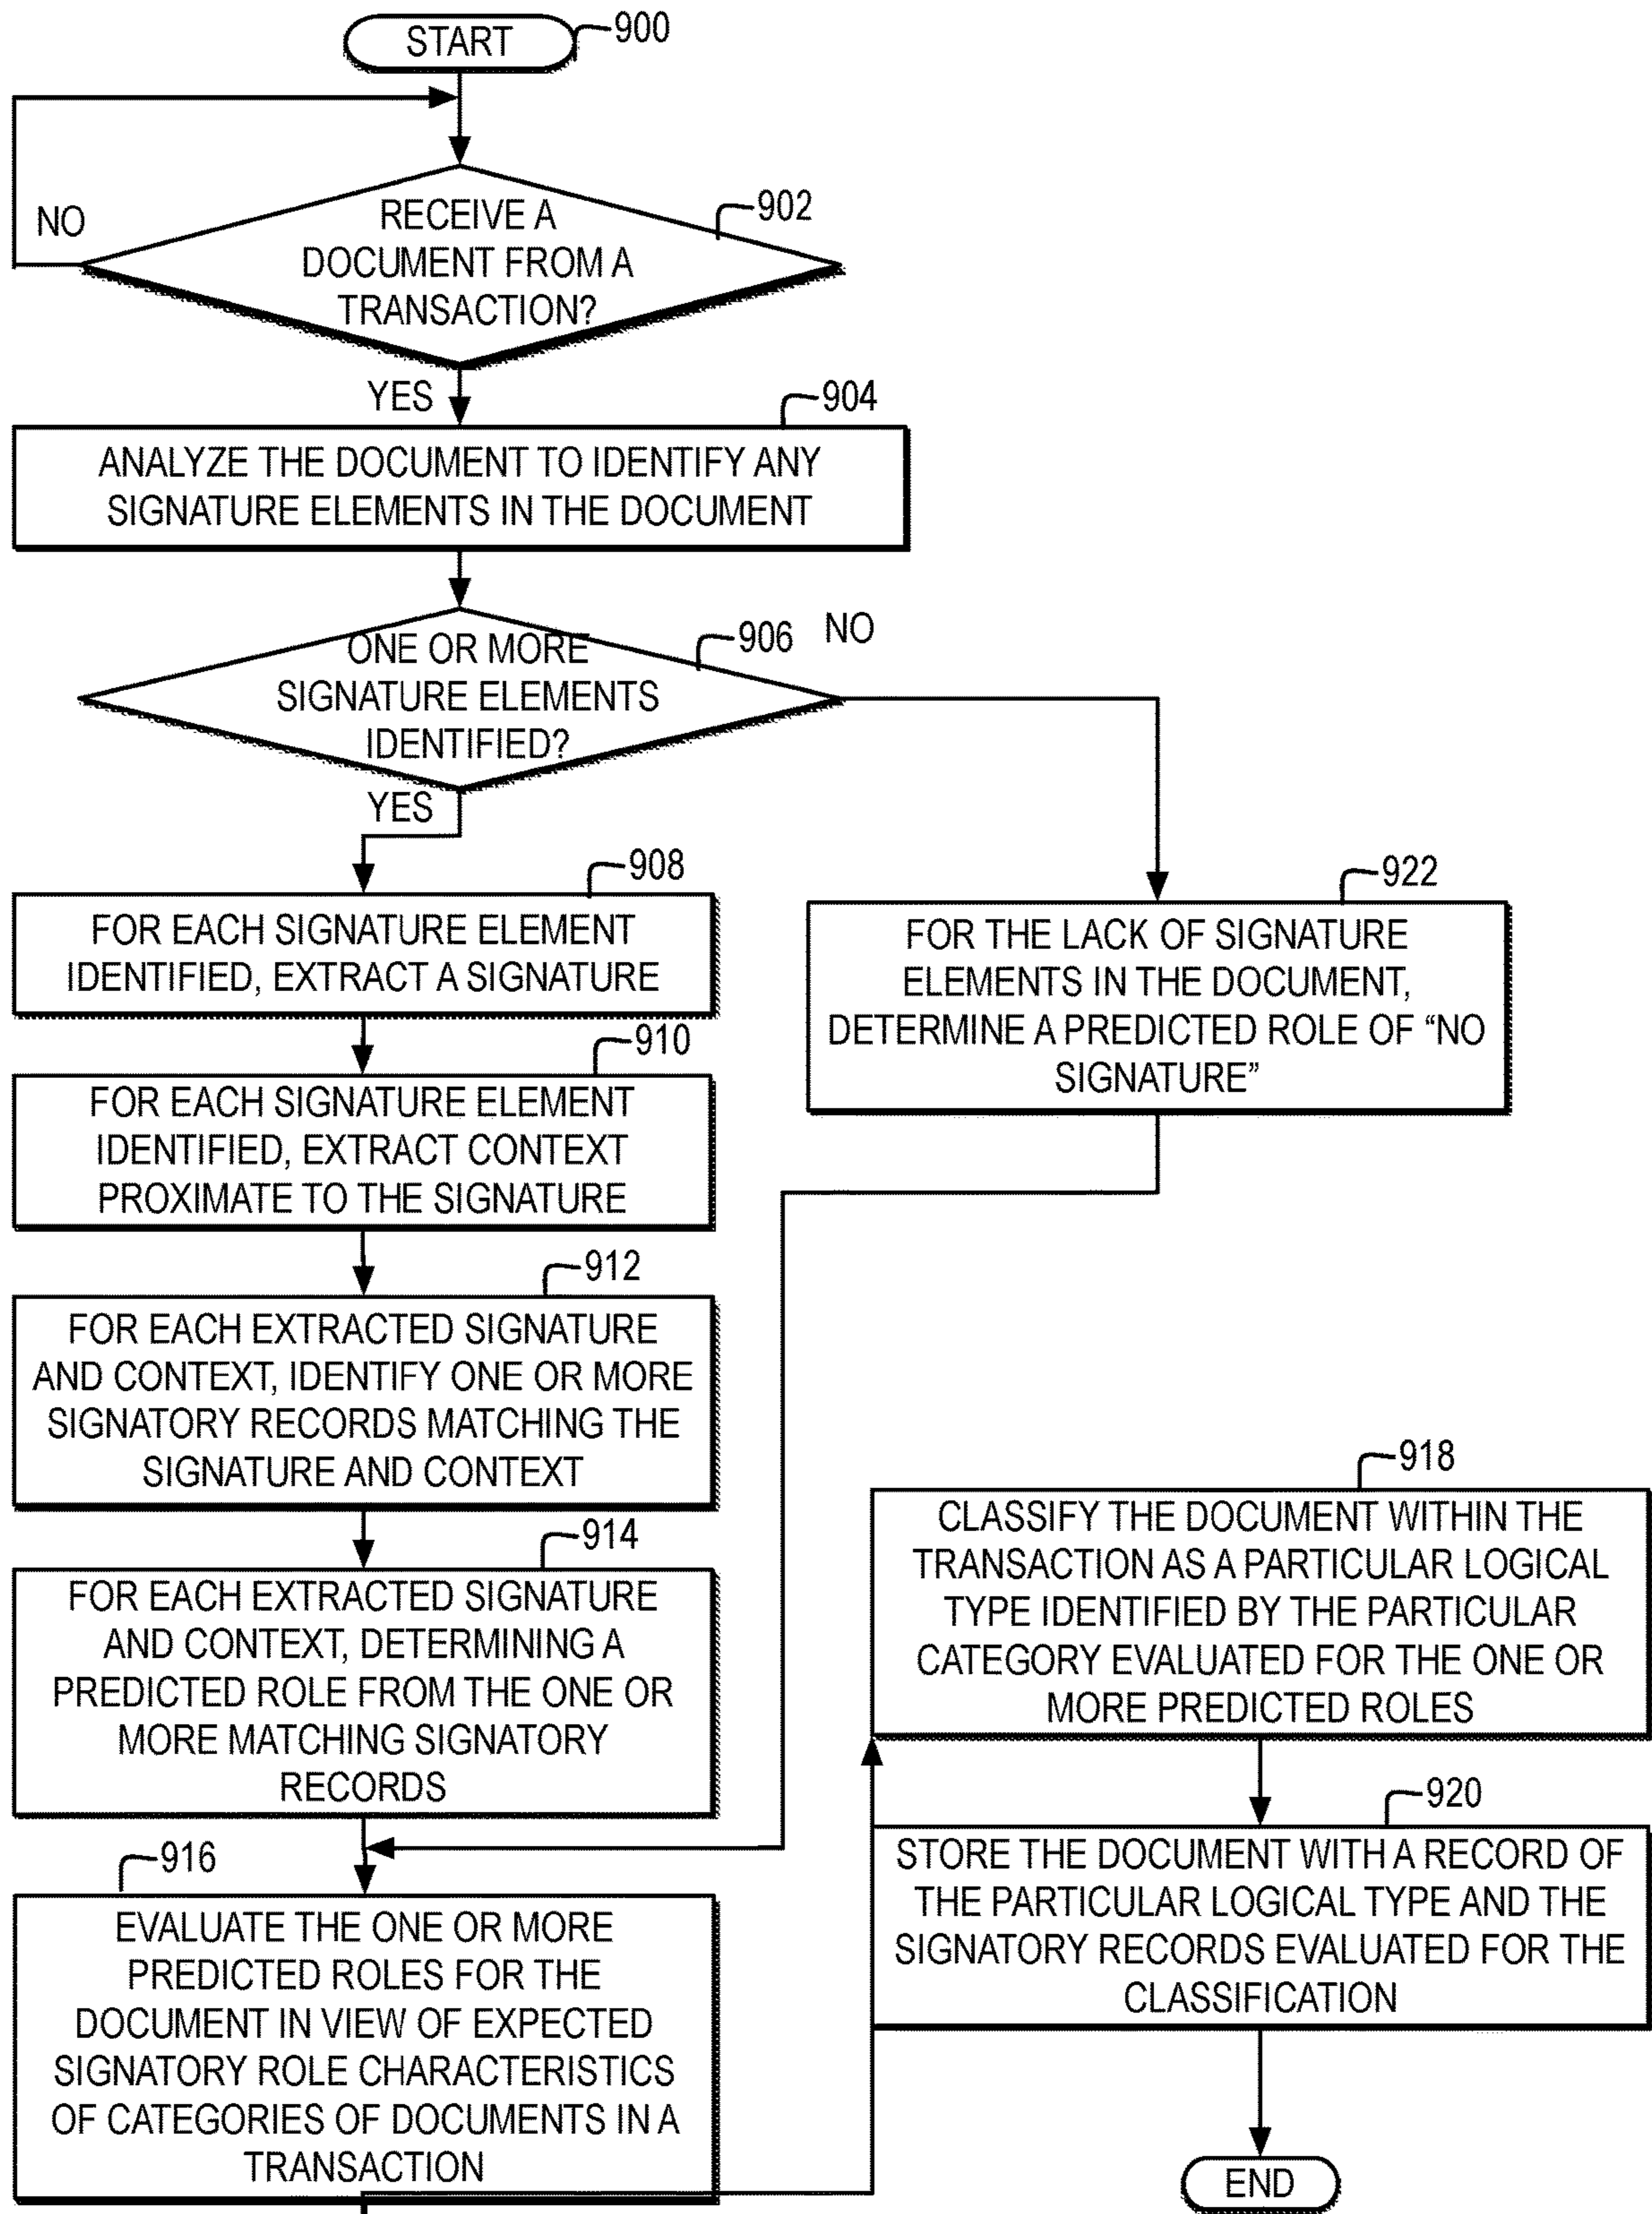 START
900
NO
RECEIVE A
DOCUMENT FROM A
TRANSACTION?
902
YES
904
ANALYZE THE DOCUMENT TO IDENTIFY ANY
SIGNATURE ELEMENTS IN THE DOCUMENT
ONE OR MORE
SIGNATURE ELEMENTS
IDENTIFIED?
906
NO
YES
908
FOR EACH SIGNATURE ELEMENT
IDENTIFIED, EXTRACT A SIGNATURE
910
FOR EACH SIGNATURE ELEMENT
IDENTIFIED, EXTRACT CONTEXT
PROXIMATE TO THE SIGNATURE
912
FOR EACH EXTRACTED SIGNATURE
AND CONTEXT, IDENTIFY ONE OR MORE
SIGNATORY RECORDS MATCHING THE
SIGNATURE AND CONTEXT
914
FOR EACH EXTRACTED SIGNATURE
AND CONTEXT, DETERMINING A
PREDICTED ROLE FROM THE ONE OR
MORE MATCHING SIGNATORY
RECORDS
916
EVALUATE THE ONE OR MORE
PREDICTED ROLES FOR THE
DOCUMENT IN VIEW OF EXPECTED
SIGNATORY ROLE CHARACTERISTICS
OF CATEGORIES OF DOCUMENTS IN A
TRANSACTION
922
FOR THE LACK OF SIGNATURE
ELEMENTS IN THE DOCUMENT,
DETERMINE A PREDICTED ROLE OF “NO
SIGNATURE”
918
CLASSIFY THE DOCUMENT WITHIN THE
TRANSACTION AS A PARTICULAR LOGICAL
TYPE IDENTIFIED BY THE PARTICULAR
CATEGORY EVALUATED FOR THE ONE OR
MORE PREDICTED ROLES
920
STORE THE DOCUMENT WITH A RECORD OF
THE PARTICULAR LOGICAL TYPE AND THE
SIGNATORY RECORDS EVALUATED FOR THE
CLASSIFICATION
END